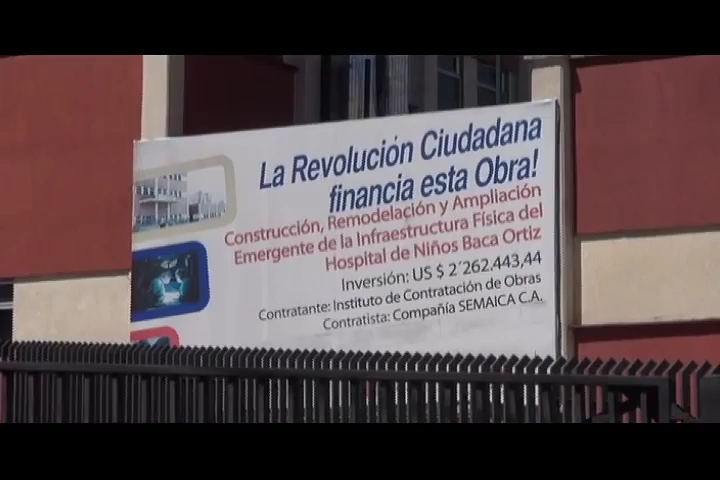 La Revolución Ciudadana
financia esta Obra!
Construcción, Remodelación y Ampliación
Emergente de la Infraestructura Física del
Hospital de Niños Baca Ortiz
Inversión: US $ 2´262.443,44
Contratante: Instituto de Contratación de Obras
Contratista: Compañía SEMAICA C.A.